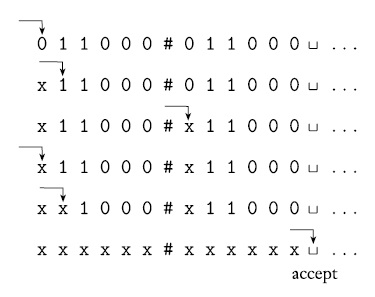 0 1 1 0 0 0 # 0 1 1 0 0 0 ␣ ...
x 1 1 0 0 0 # 0 1 1 0 0 0 ␣ ...
x 1 1 0 0 0 # x 1 1 0 0 0 ␣ ...
x 1 1 0 0 0 # x 1 1 0 0 0 ␣ ...
x x 1 0 0 0 # x 1 1 0 0 0 ␣ ...
x x x x x x # x x x x x x ␣ ...
accept